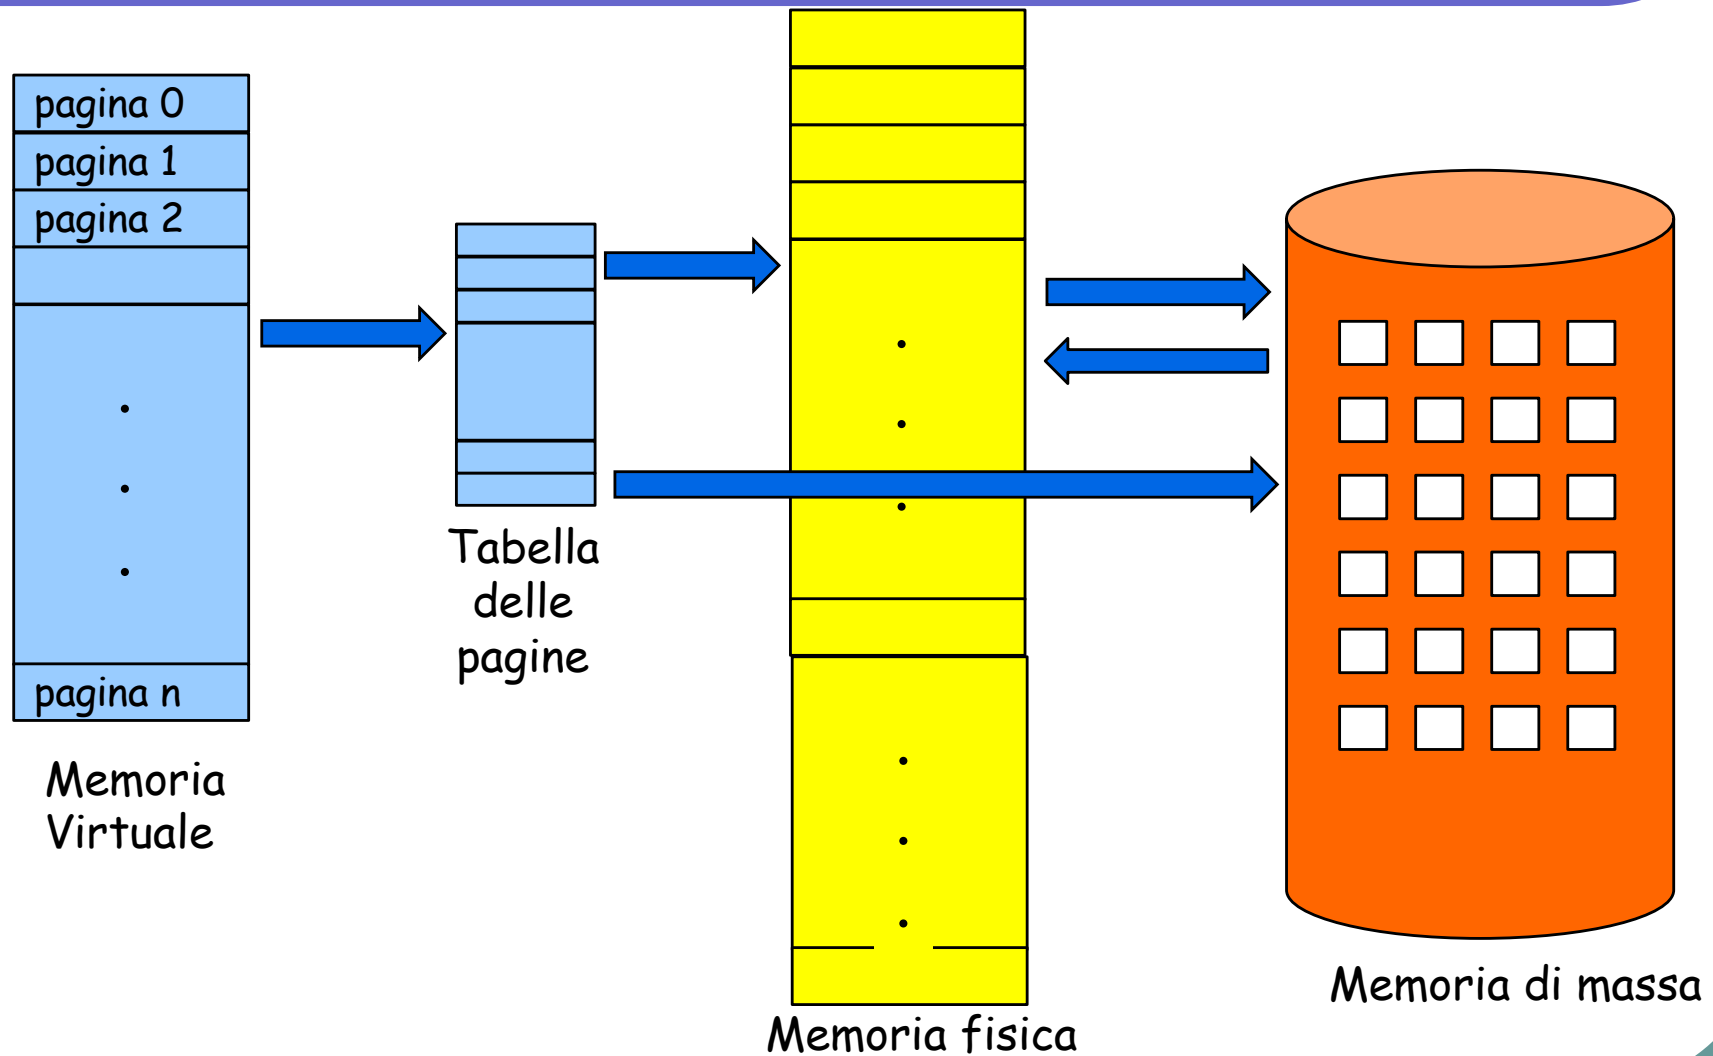 pagina 0
pagina 1
pagina 2
pagina n
Memoria
Virtuale
Tabella
delle
pagine
Memoria fisica
Memoria di massa